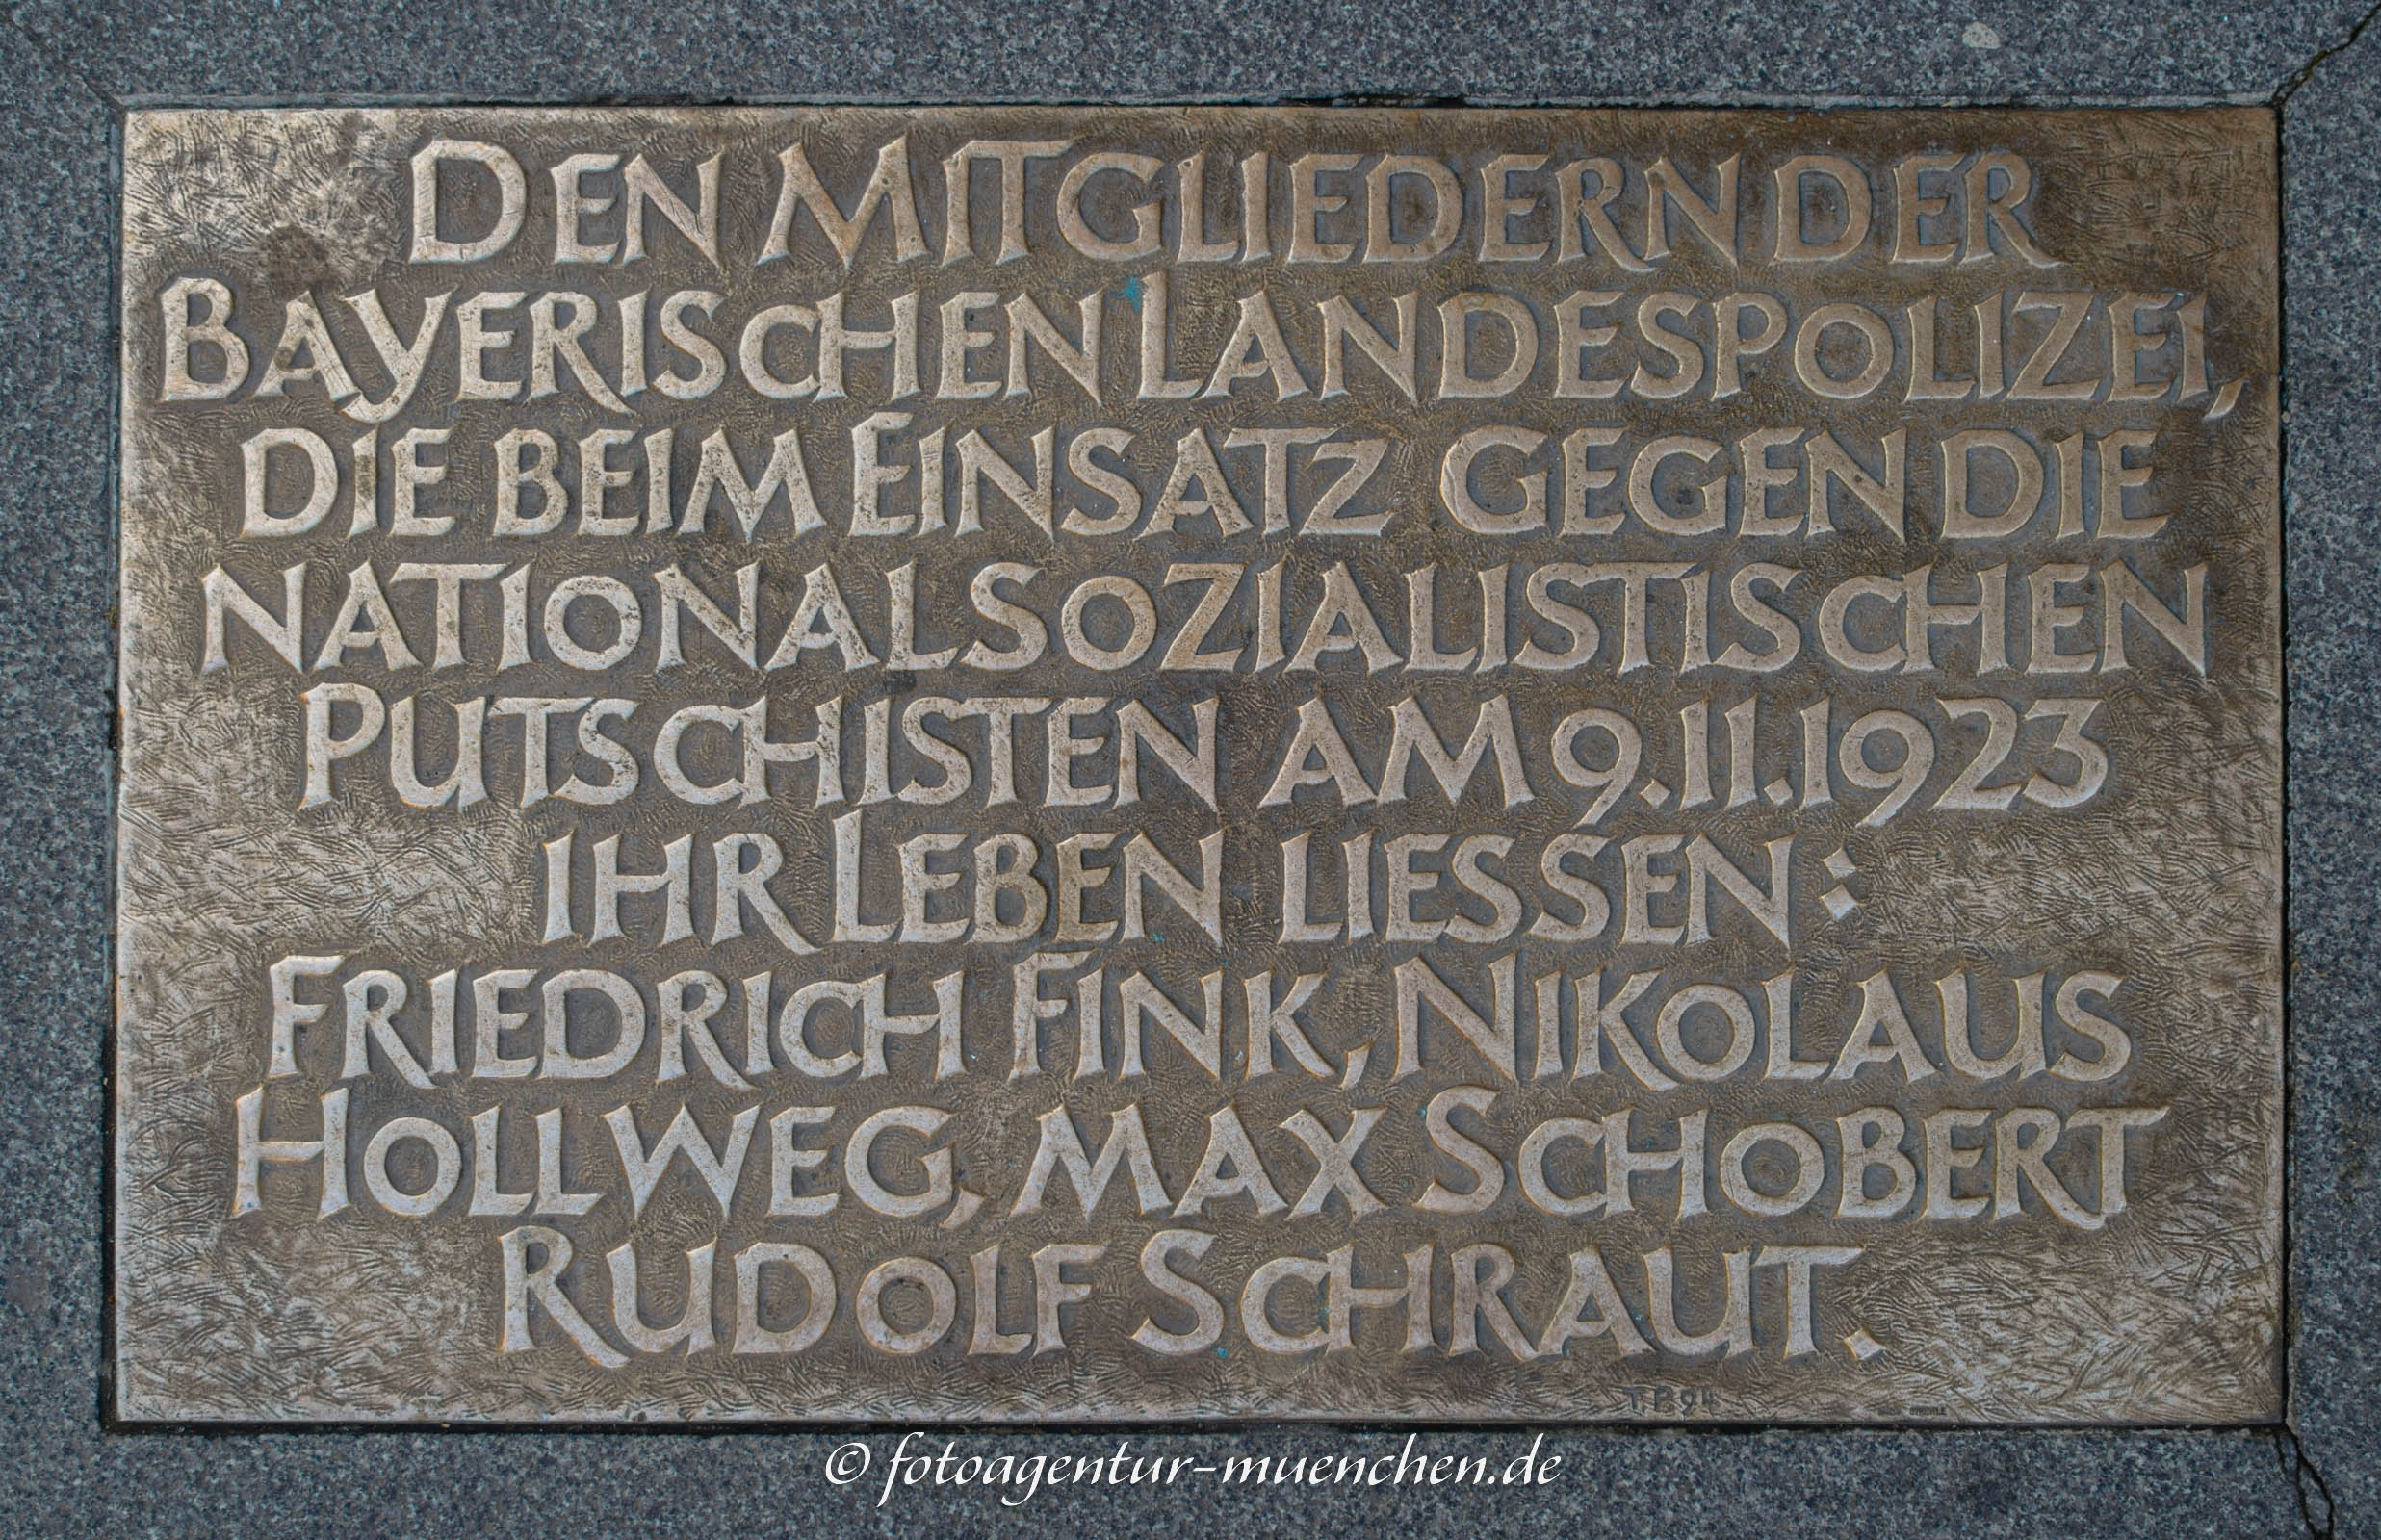 DEN MITGLIEDERN DER
BAYERISCHEN LANDESPOLIZEI,
DIE BEIM EINSATZ GEGEN DIE
NATIONALSOZIALISTISCHEN
PUTSCHISTEN AM 9.11.1923
IHR LEBEN LIESSEN:
FRIEDRICH FINK, NIKOLAUS
HOLLWEG, MAX SCHOBERT
RUDOLF SCHRAUT.
T.P.94
© fotoagentur-muenchen.de